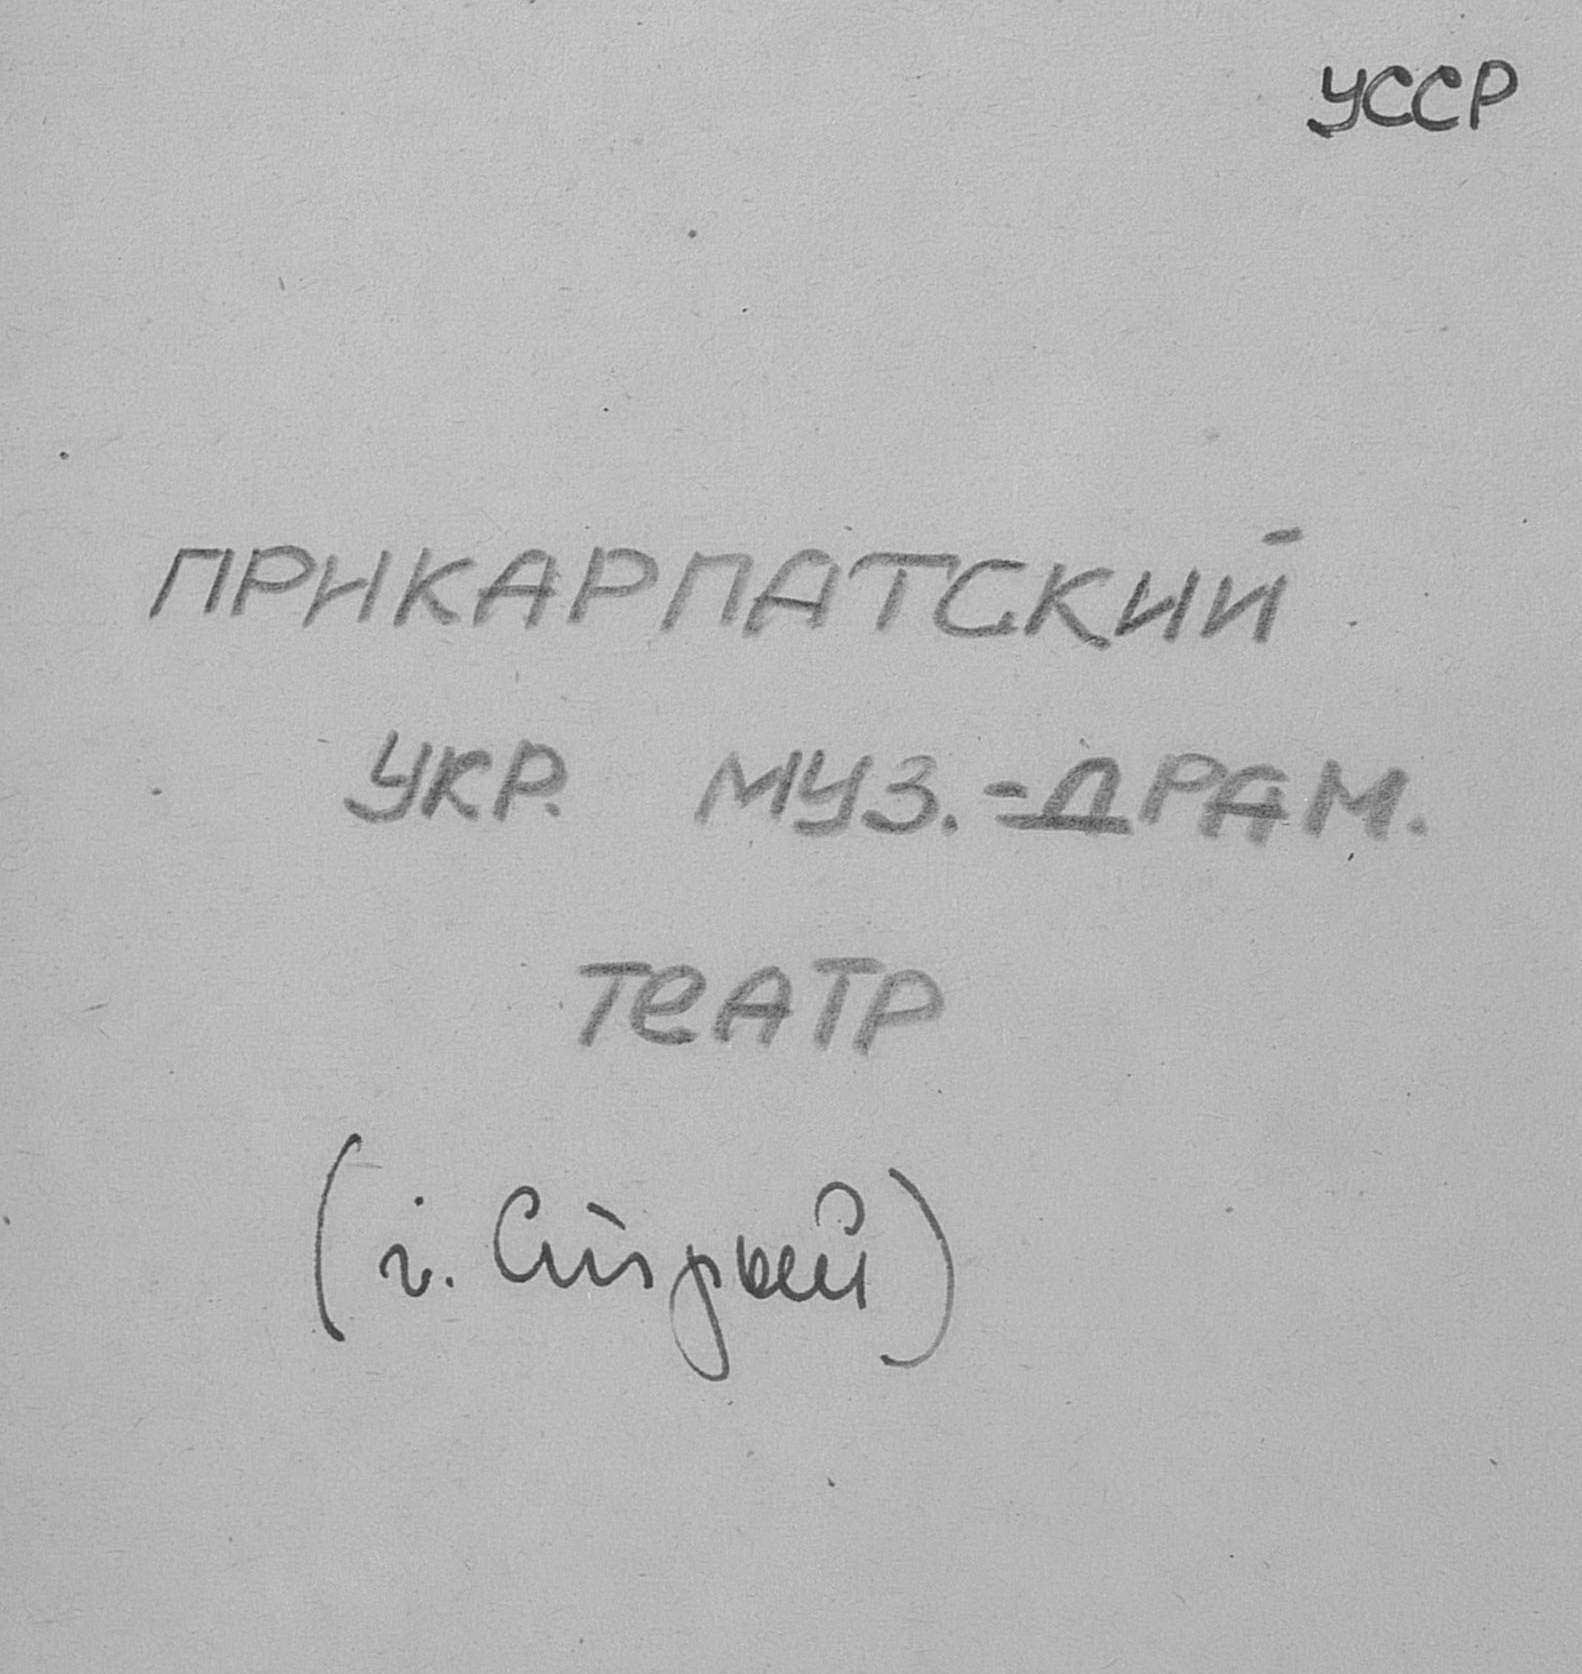 УССР
ПРИКАРПАТСКИЙ
УКР. МУЗ.-ДРАМ.
ТЕАТР
(г. Стрый)